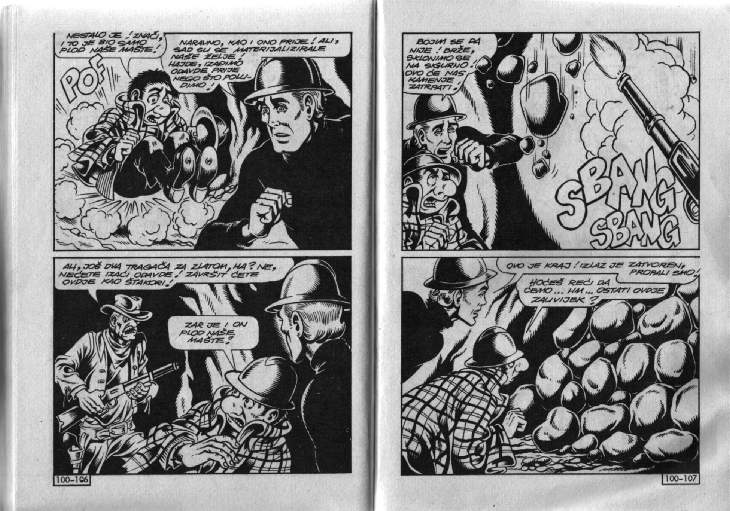 NESTALO JE! ZNAČI,
I TO JE BIO SAMO
PLOD NAŠE MAŠTE!
NARAVNO, KAO I ONO PRIJE! ALI,
SAD SU SE MATERIJALIZIRALE
NAŠE ŽELJE!
HAJDE, IZAĐIMO
ODAVDE PRIJE
NEGO ŠTO POLU-
DIMO!
POF
ALI, JOŠ DVA TRAGAČA ZA ZLATOM, HA? NE,
NEĆETE IZAĆI ODAVDE! ZAVRŠIT ĆETE
OVDJE KAO ŠTAKORI!
ZAR JE I ON
PLOD NAŠE
MAŠTE?
100-106
BOJIM SE DA
NIJE! BRŽE,
SKLONIMO SE
NA SIGURNO!
OVO ĆE NAS
KAMENJE
ZATRPATI!
SBANG
SBANG
OVO JE KRAJ! IZLAZ JE ZATVOREN,
PROPALI SMO!
HOĆEŠ REĆI DA
ĆEMO... HM... OSTATI OVDJE
ZAUVIJEK?
100-107